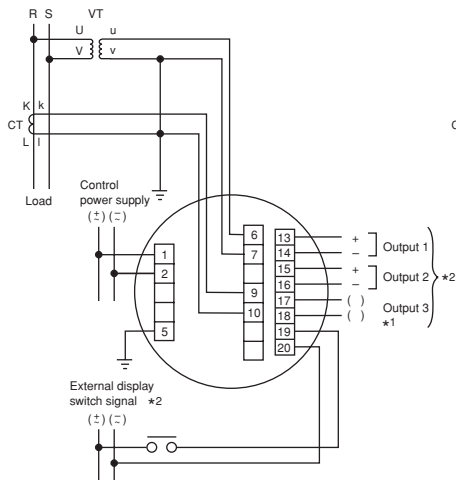 R S VT
U u
V v
K k
CT
L l
Load
C
Control
power supply
(±) (∓)
1
2
5
6
7
9
10
13 +
14 −
Output 1
15 +
16 −
Output 2
*2
17 ( )
18 ( )
Output 3
*1
19
20
External display
switch signal *2
(±) (∓)